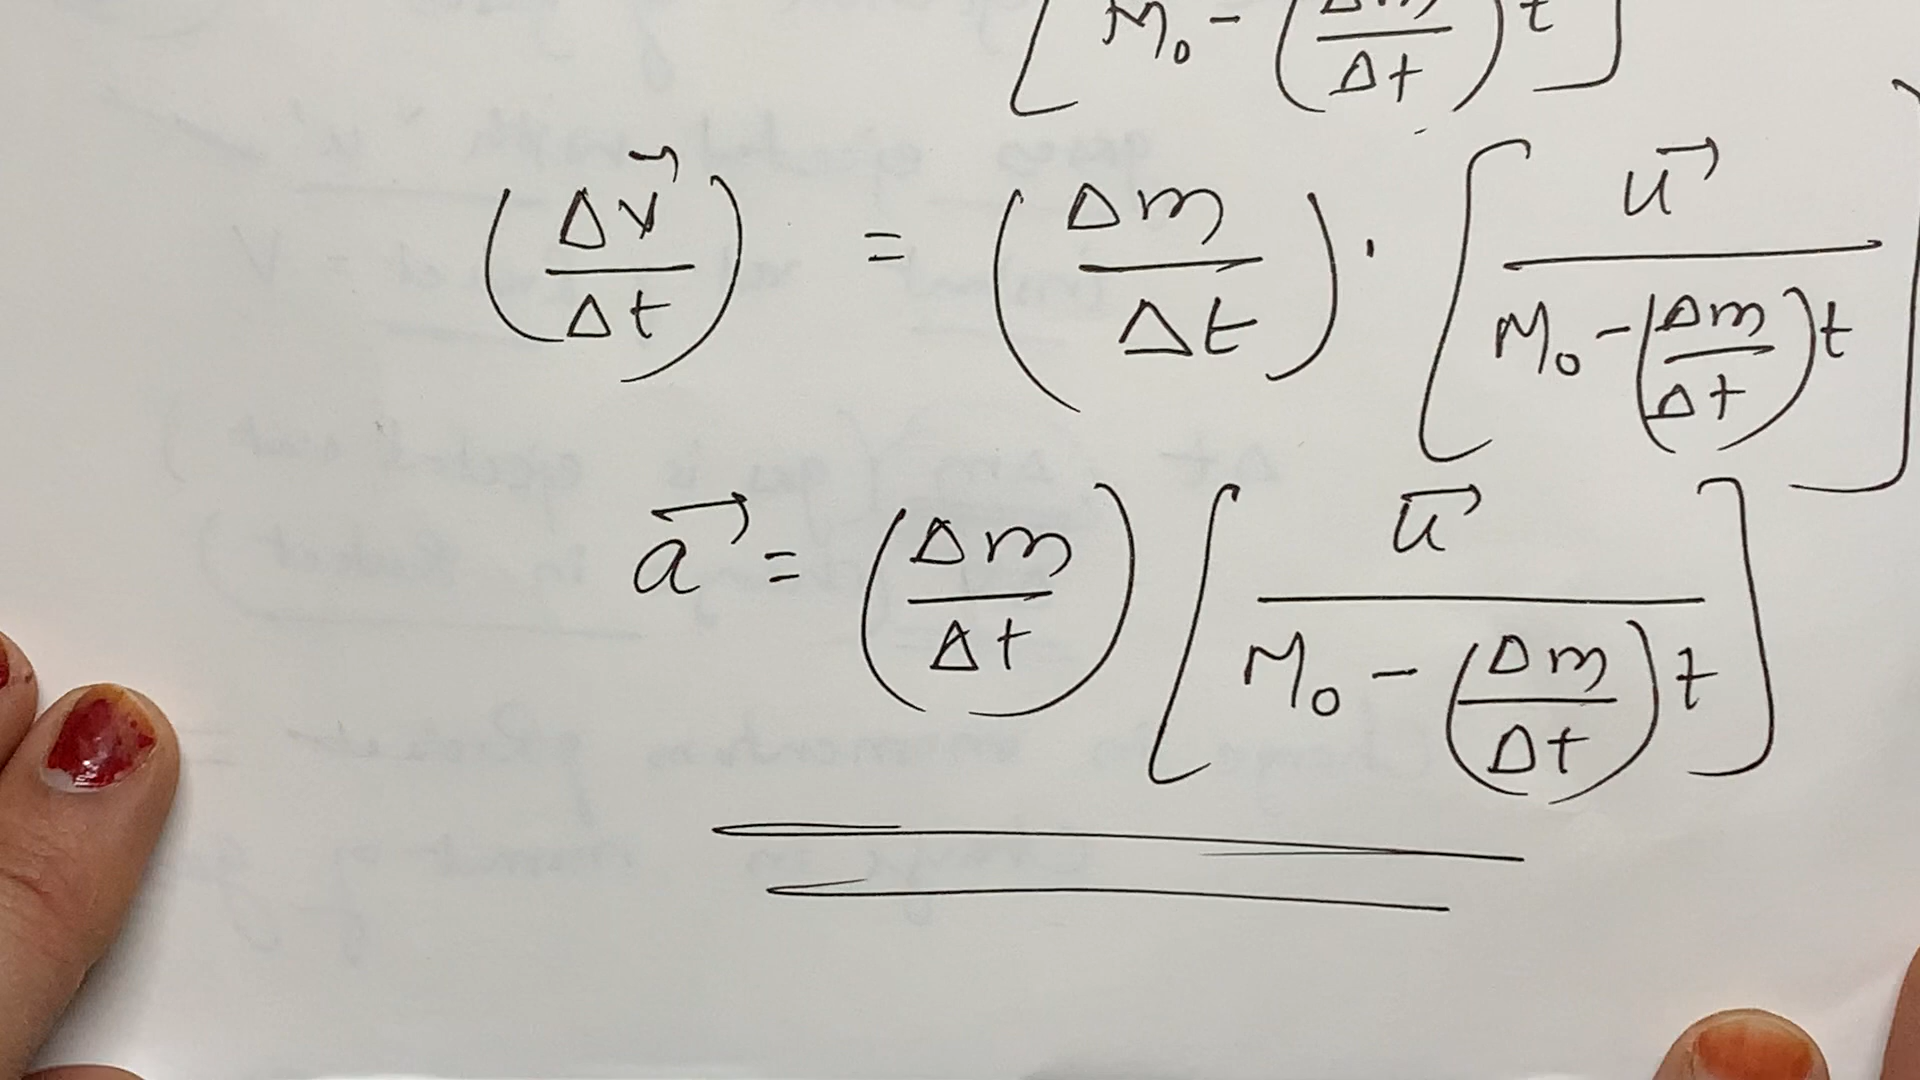 [M₀ - (Δm/Δt)t]
(Δv⃗/Δt) = (Δm/Δt) · [u⃗/(M₀ - (Δm/Δt)t)]
a⃗ = (Δm/Δt) [u⃗/(M₀ - (Δm/Δt)t)]